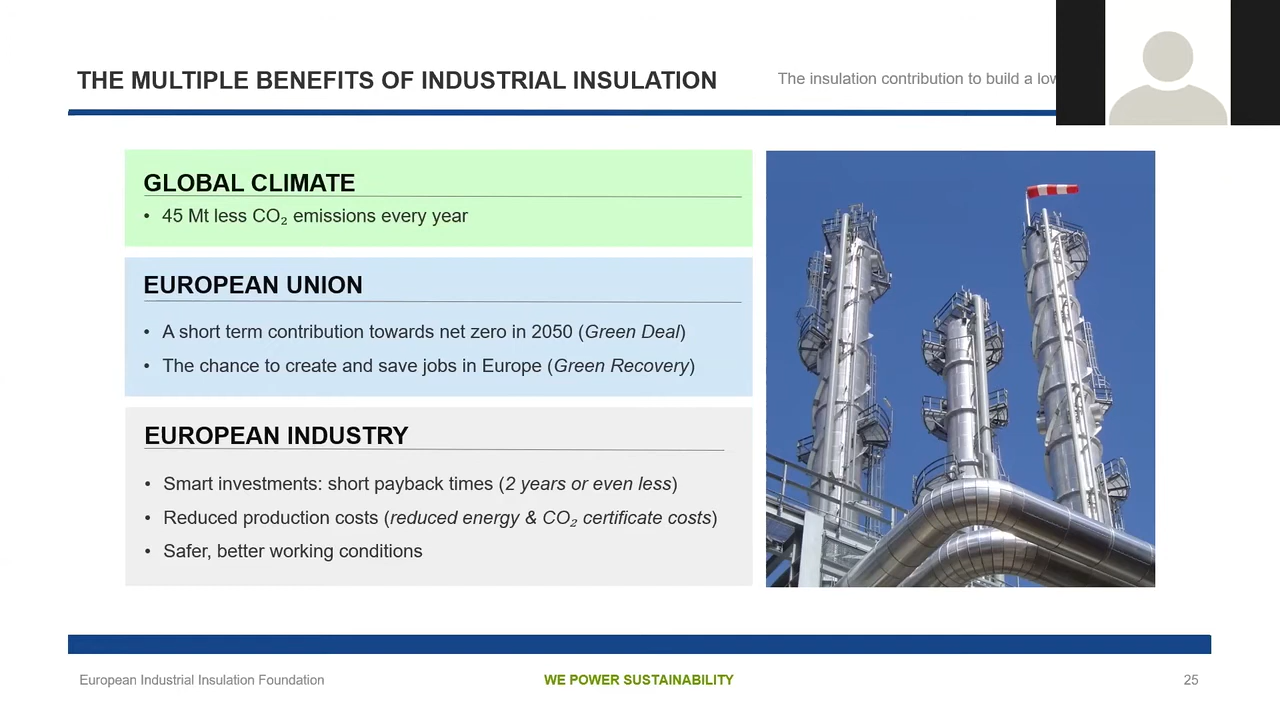 THE MULTIPLE BENEFITS OF INDUSTRIAL INSULATION
The insulation contribution to build a
GLOBAL CLIMATE
• 45 Mt less CO₂ emissions every year
EUROPEAN UNION
• A short term contribution towards net zero in 2050 (Green Deal)
• The chance to create and save jobs in Europe (Green Recovery)
EUROPEAN INDUSTRY
• Smart investments: short payback times (2 years or even less)
• Reduced production costs (reduced energy & CO₂ certificate costs)
• Safer, better working conditions
European Industrial Insulation Foundation
WE POWER SUSTAINABILITY
25